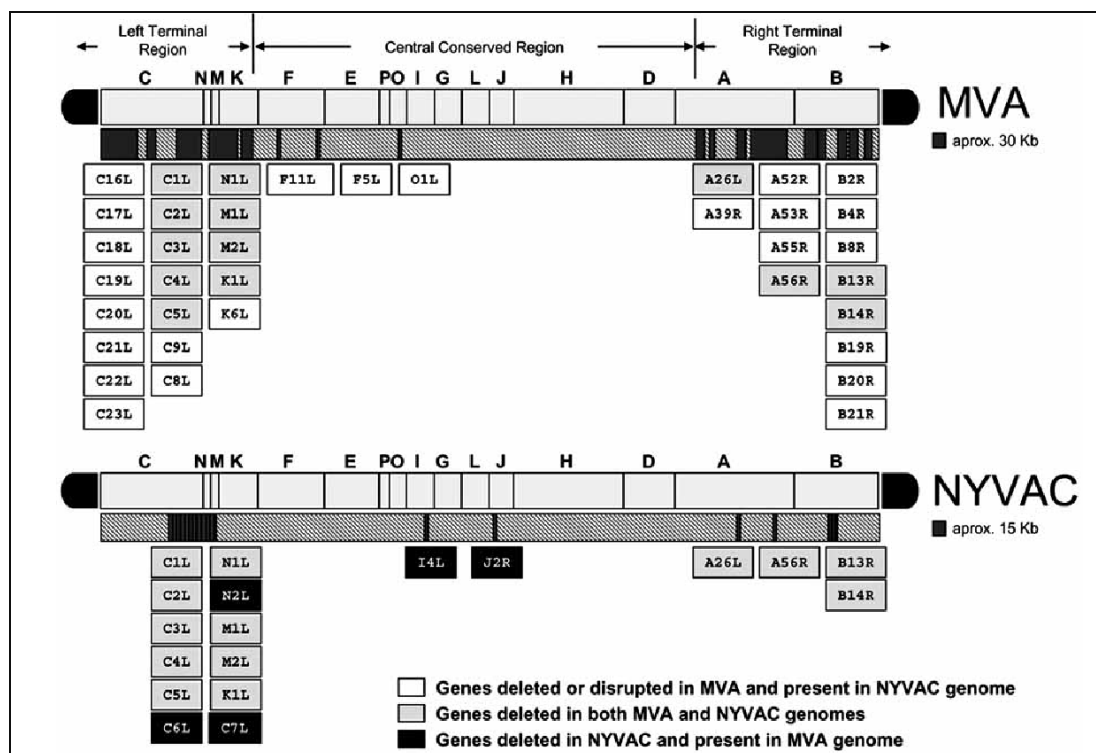 Left Terminal Region
Central Conserved Region
Right Terminal Region
C N M K F E P O I G L J H D A B
MVA
aprox. 30 Kb
C16L C1L N1L F11L F5L O1L A26L A52R B2R
C17L C2L M1L A39R A53R B4R
C18L C3L M2L A55R B8R
C19L C4L K1L A56R B13R
C20L C5L K6L B14R
C21L C9L B19R
C22L C8L B20R
C23L B21R
C N M K F E P O I G L J H D A B
NYVAC
aprox. 15 Kb
C1L N1L I4L J2R A26L A56R B13R
C2L N2L B14R
C3L M1L
C4L M2L
C5L K1L
C6L C7L
Genes deleted or disrupted in MVA and present in NYVAC genome
Genes deleted in both MVA and NYVAC genomes
Genes deleted in NYVAC and present in MVA genome